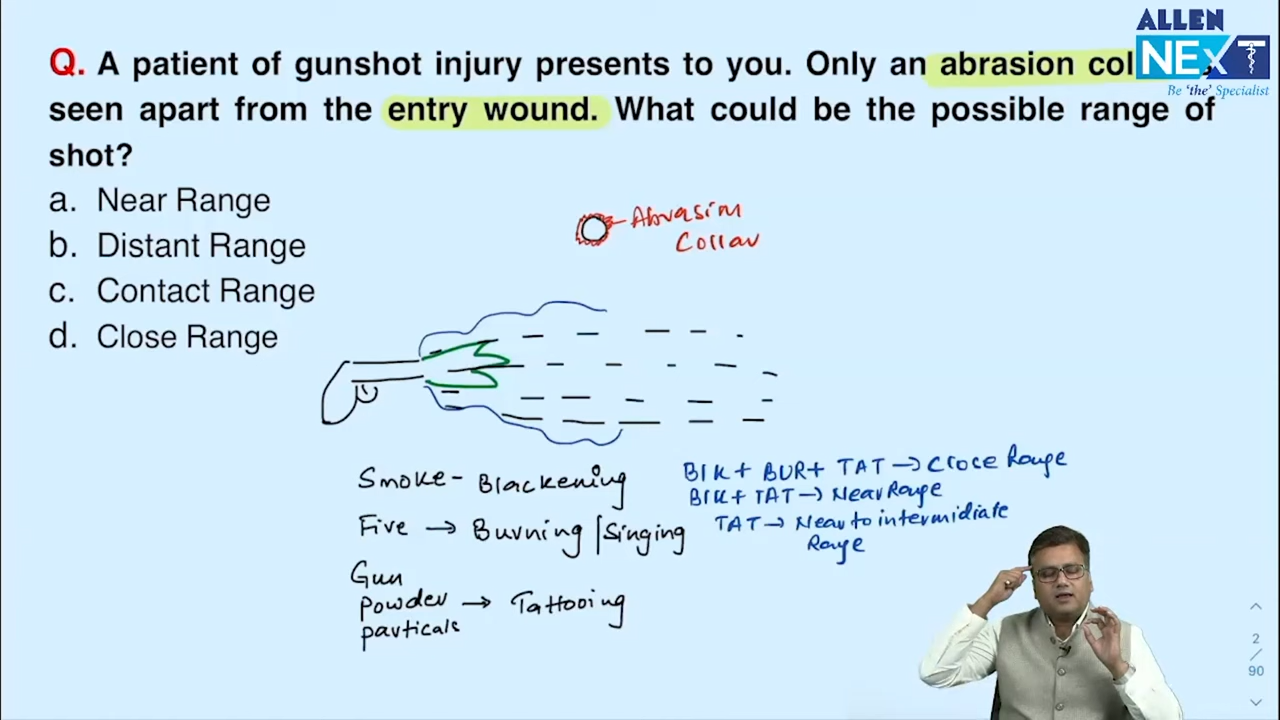 ALLEN
NEXT
Be 'the' Specialist
Q. A patient of gunshot injury presents to you. Only an abrasion col
seen apart from the entry wound. What could be the possible range of
shot?
a. Near Range
b. Distant Range
c. Contact Range
d. Close Range
Abrasim
Collar
Smoke - Blackening
Fire → Burning / Singing
Gun
powder → Tattooing
particals
BlK + BUR + TAT → Croce Range
BlK + TAT → Near Range
TAT → Near to intermidiate
Range
2
/
90